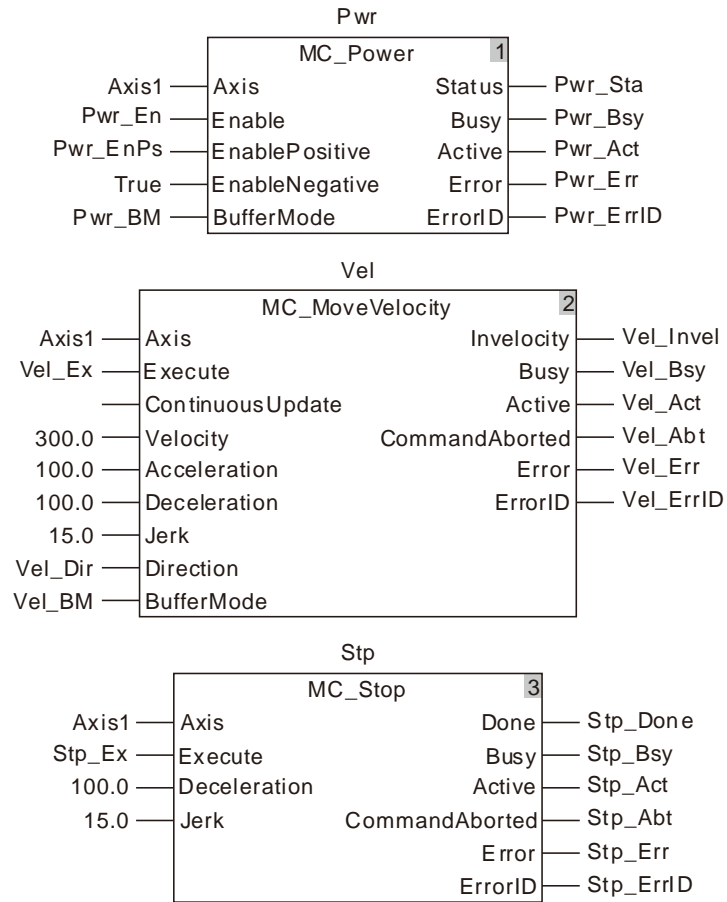 Pwr
MC_Power 1
Axis1 Axis Status Pwr_Sta
Pwr_En Enable Busy Pwr_Bsy
Pwr_EnPs EnablePositive Active Pwr_Act
True EnableNegative Error Pwr_Err
Pwr_BM BufferMode ErrorID Pwr_ErrID
Vel
MC_MoveVelocity 2
Axis1 Axis Invelocity Vel_Invel
Vel_Ex Execute Busy Vel_Bsy
ContinuousUpdate Active Vel_Act
300.0 Velocity CommandAborted Vel_Abt
100.0 Acceleration Error Vel_Err
100.0 Deceleration ErrorID Vel_ErrID
15.0 Jerk
Vel_Dir Direction
Vel_BM BufferMode
Stp
MC_Stop 3
Axis1 Axis Done Stp_Done
Stp_Ex Execute Busy Stp_Bsy
100.0 Deceleration Active Stp_Act
15.0 Jerk CommandAborted Stp_Abt
Error Stp_Err
ErrorID Stp_ErrID